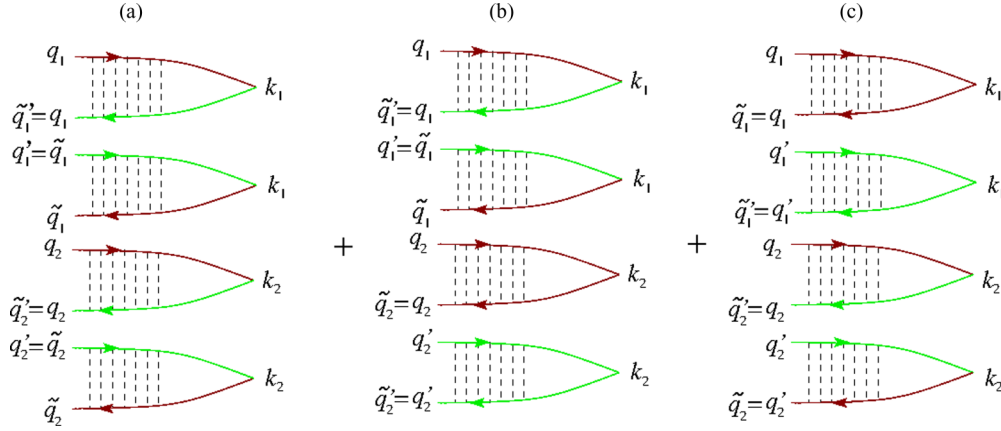 (a)
q₁
k₁
q̃₁'=q₁
q₁'=q̃₁
k₁
q̃₁
q₂
k₂
q̃₂'=q₂
q₂'=q̃₂
k₂
q̃₂
+
(b)
q₁
k₁
q̃₁'=q₁
q₁'=q̃₁
k₁
q̃₁
q₂
k₂
q̃₂=q₂
q₂'
k₂
q̃₂'=q₂'
+
(c)
q₁
k₁
q̃₁=q₁
q₁'
k₁
q̃₁'=q₁'
q₂
k₂
q̃₂'=q₂
q₂'
k₂
q̃₂=q₂'